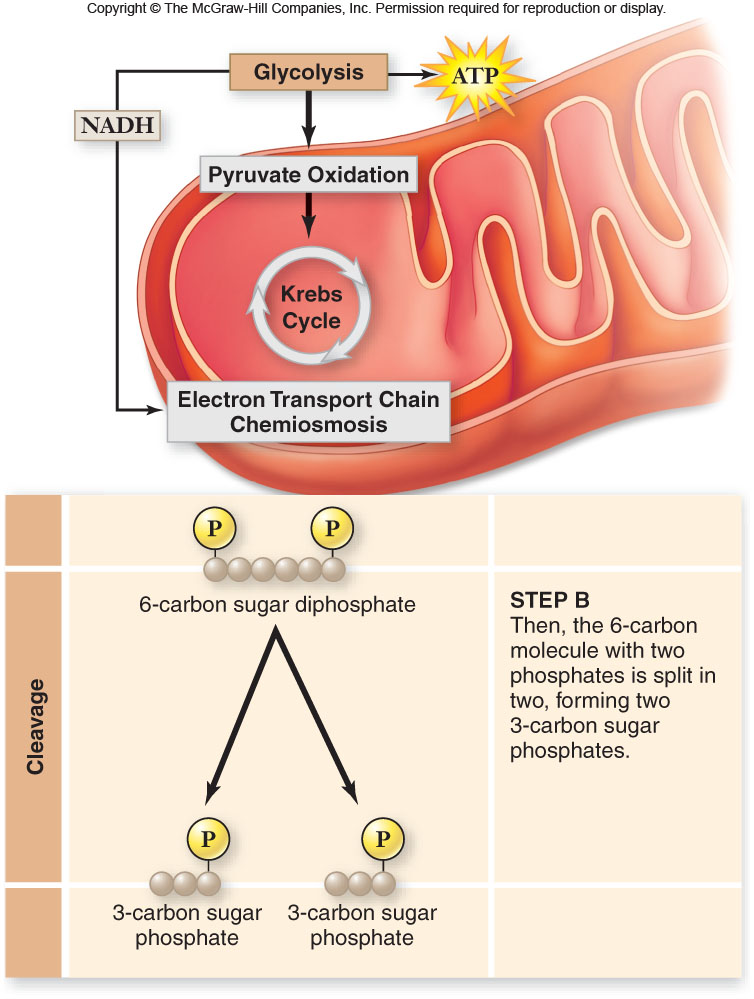 Copyright © The McGraw-Hill Companies, Inc. Permission required for reproduction or display.
Glycolysis
ATP
NADH
Pyruvate Oxidation
Krebs
Cycle
Electron Transport Chain
Chemiosmosis
P
P
6-carbon sugar diphosphate
Cleavage
STEP B
Then, the 6-carbon
molecule with two
phosphates is split in
two, forming two
3-carbon sugar
phosphates.
P
P
3-carbon sugar
phosphate
3-carbon sugar
phosphate